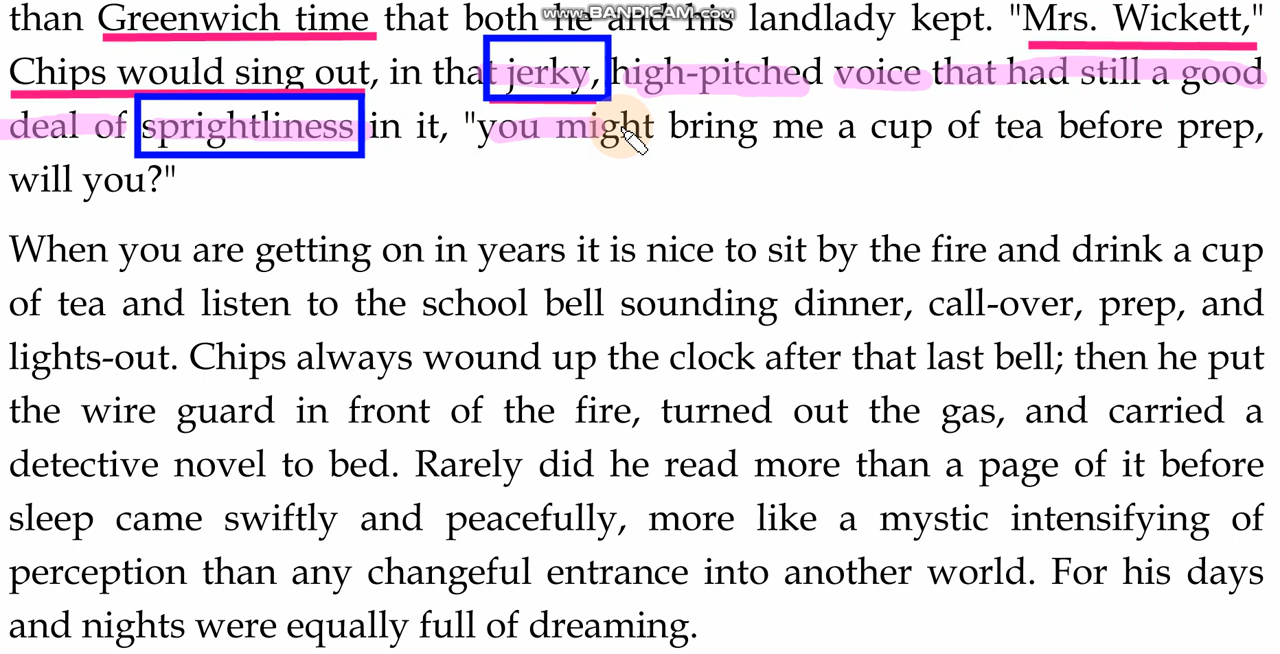 www.BANDICAM.com
than Greenwich time that both he and his landlady kept. "Mrs. Wickett,"
Chips would sing out, in that jerky, high-pitched voice that had still a good
deal of sprightliness in it, "you might bring me a cup of tea before prep,
will you?"
When you are getting on in years it is nice to sit by the fire and drink a cup
of tea and listen to the school bell sounding dinner, call-over, prep, and
lights-out. Chips always wound up the clock after that last bell; then he put
the wire guard in front of the fire, turned out the gas, and carried a
detective novel to bed. Rarely did he read more than a page of it before
sleep came swiftly and peacefully, more like a mystic intensifying of
perception than any changeful entrance into another world. For his days
and nights were equally full of dreaming.